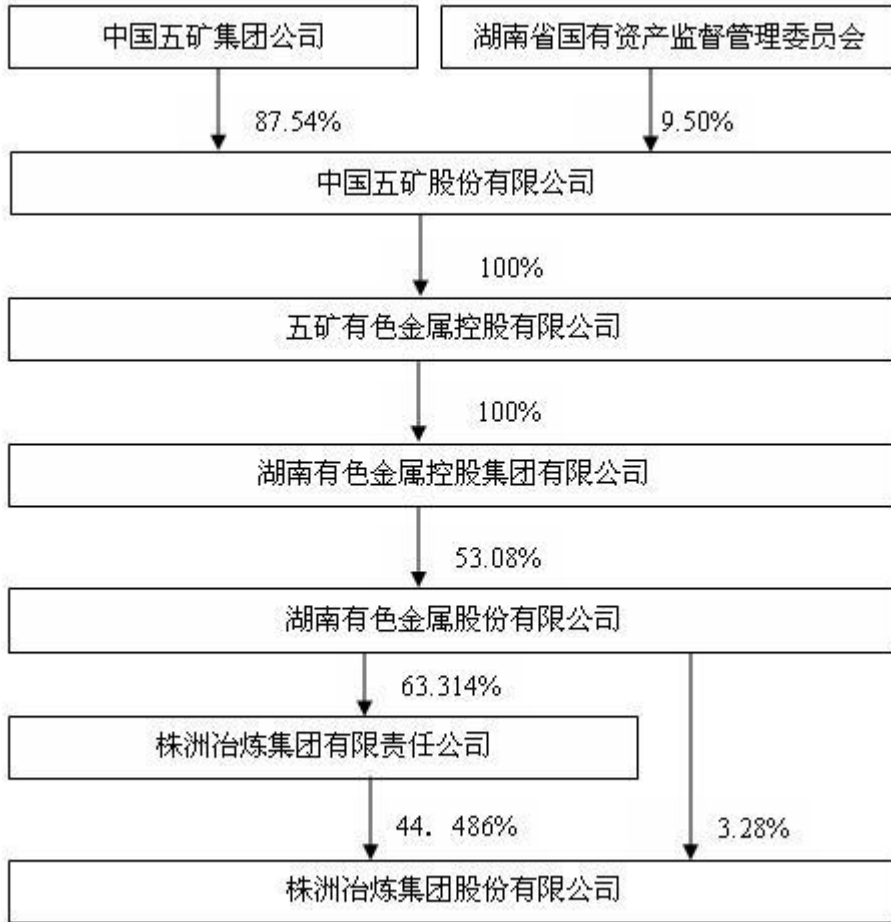 中国五矿集团公司
湖南省国有资产监督管理委员会
87.54%
9.50%
中国五矿股份有限公司
100%
五矿有色金属控股有限公司
100%
湖南有色金属控股集团有限公司
53.08%
湖南有色金属股份有限公司
63.314%
株洲冶炼集团有限责任公司
44. 486%
3.28%
株洲冶炼集团股份有限公司